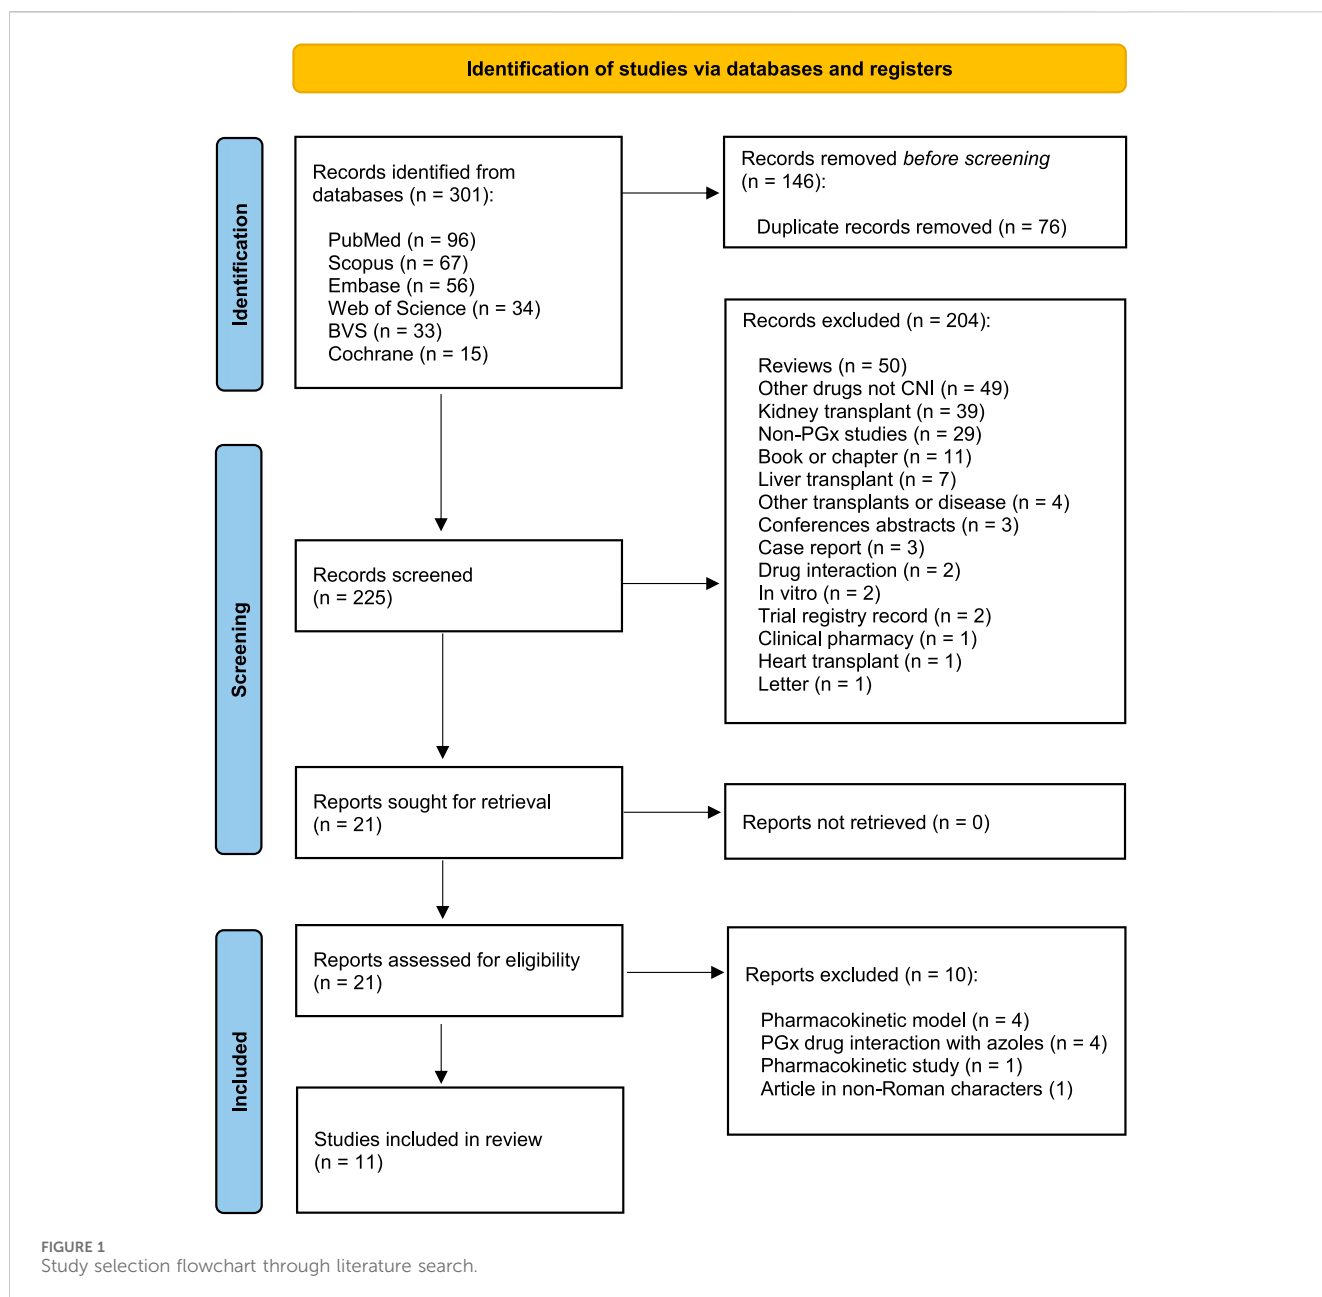 Identification of studies via databases and registers
Identification
Records identified from
databases (n = 301):
PubMed (n = 96)
Scopus (n = 67)
Embase (n = 56)
Web of Science (n = 34)
BVS (n = 33)
Cochrane (n = 15)
Records removed before screening
(n = 146):
Duplicate records removed (n = 76)
Screening
Records screened
(n = 225)
Records excluded (n = 204):
Reviews (n = 50)
Other drugs not CNI (n = 49)
Kidney transplant (n = 39)
Non-PGx studies (n = 29)
Book or chapter (n = 11)
Liver transplant (n = 7)
Other transplants or disease (n = 4)
Conferences abstracts (n = 3)
Case report (n = 3)
Drug interaction (n = 2)
In vitro (n = 2)
Trial registry record (n = 2)
Clinical pharmacy (n = 1)
Heart transplant (n = 1)
Letter (n = 1)
Reports sought for retrieval
(n = 21)
Reports not retrieved (n = 0)
Included
Reports assessed for eligibility
(n = 21)
Reports excluded (n = 10):
Pharmacokinetic model (n = 4)
PGx drug interaction with azoles (n = 4)
Pharmacokinetic study (n = 1)
Article in non-Roman characters (1)
Studies included in review
(n = 11)
FIGURE 1
Study selection flowchart through literature search.